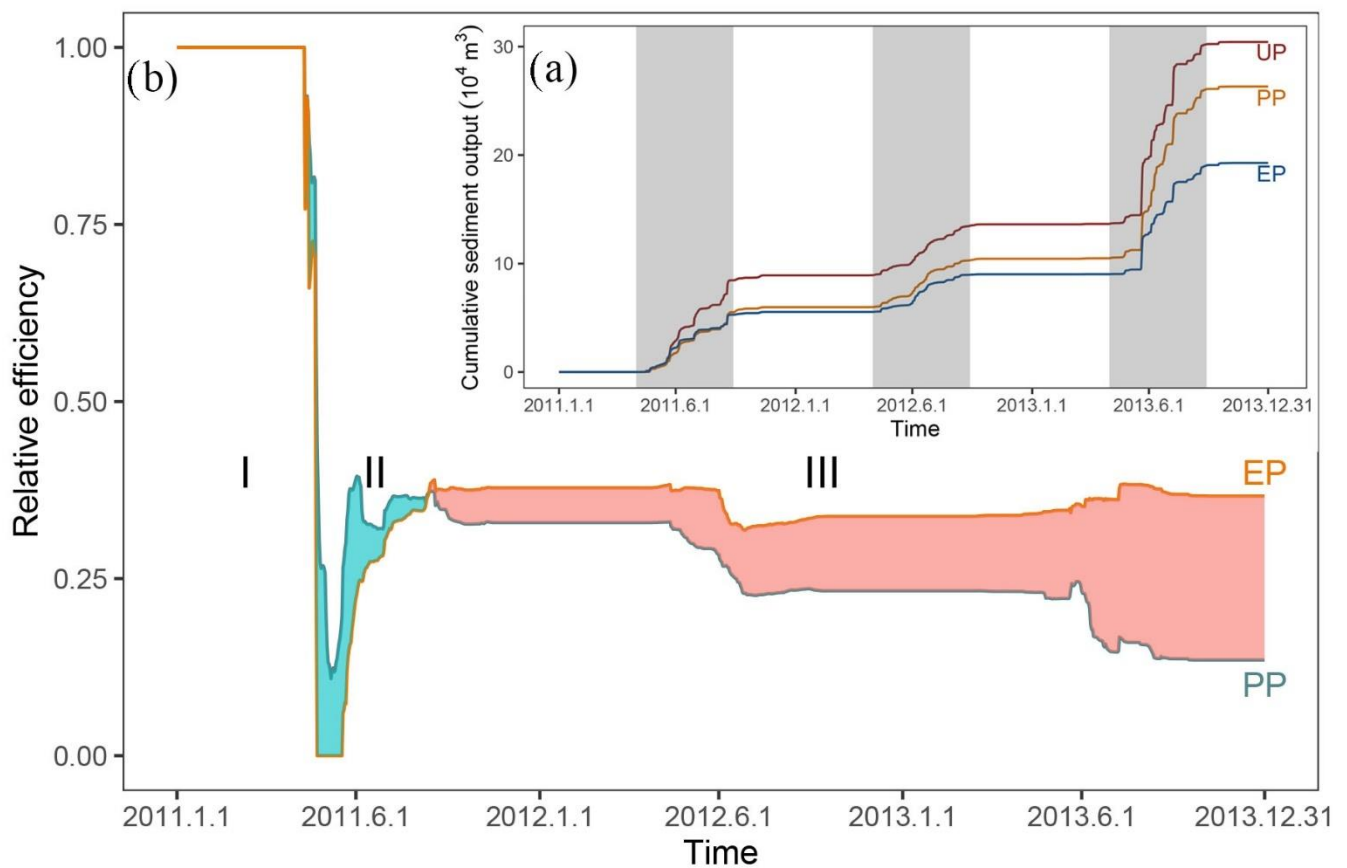 (b)
Relative efficiency
1.00
0.75
0.50
0.25
0.00
I
II
III
EP
PP
2011.1.1
2011.6.1
2012.1.1
2012.6.1
2013.1.1
2013.6.1
2013.12.31
Time
(a)
Cumulative sediment output (10⁴ m³)
30
20
10
0
UP
PP
EP
2011.1.1
2011.6.1
2012.1.1
2012.6.1
2013.1.1
2013.6.1
2013.12.31
Time